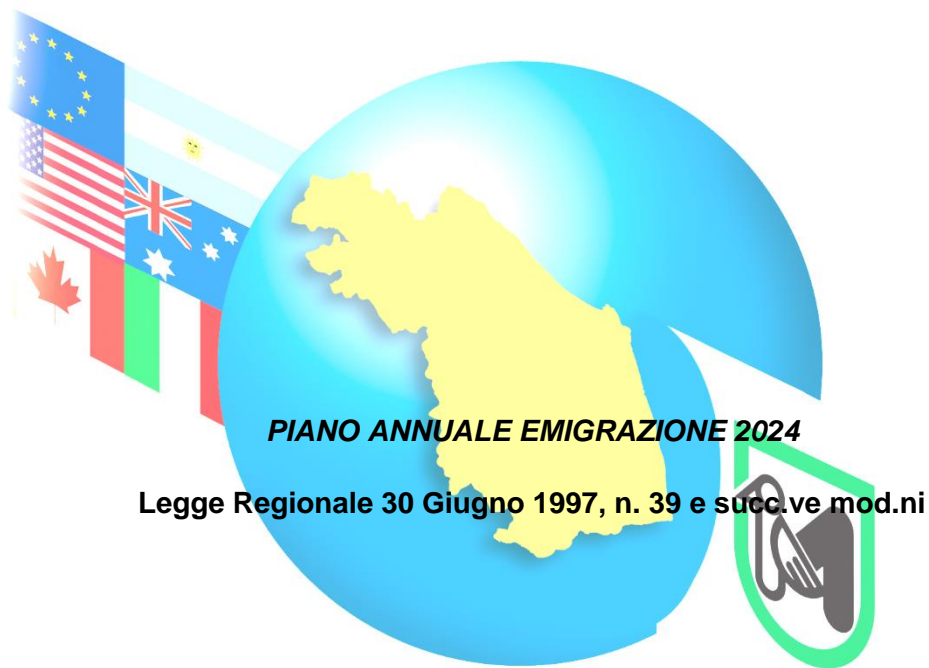 PIANO ANNUALE EMIGRAZIONE 2024
Legge Regionale 30 Giugno 1997, n. 39 e succ.ve mod.ni